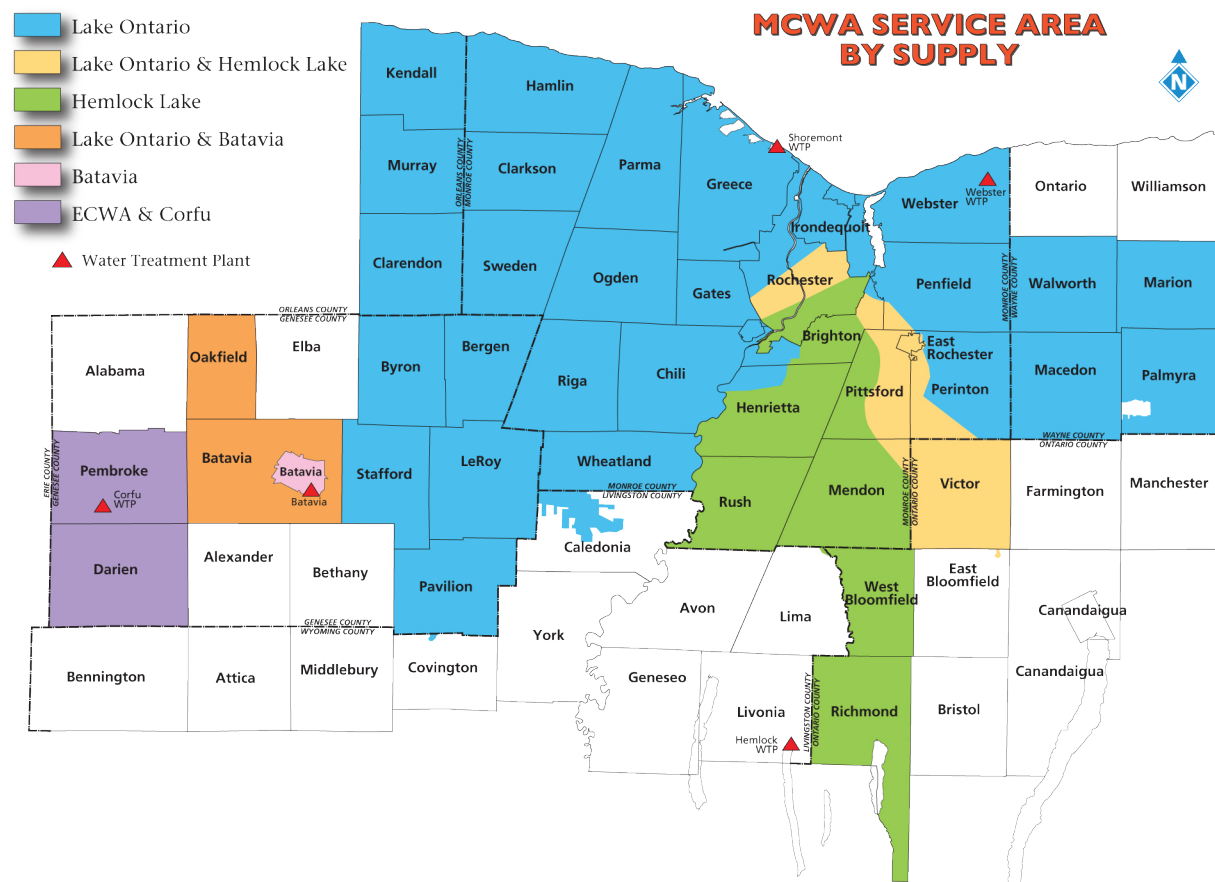 MCWA SERVICE AREA
BY SUPPLY
N
Lake Ontario
Lake Ontario & Hemlock Lake
Hemlock Lake
Lake Ontario & Batavia
Batavia
ECWA & Corfu
Water Treatment Plant
Kendall
Hamlin
Shoremont
WTP
Murray
ORLEANS COUNTY
MONROE COUNTY
Clarkson
Parma
Greece
Webster
Webster
WTP
Ontario
Williamson
Irondequoit
Clarendon
Sweden
Ogden
Gates
Rochester
Penfield
MONROE COUNTY
WAYNE COUNTY
Walworth
Marion
ORLEANS COUNTY
GENESEE COUNTY
Alabama
Oakfield
Elba
Byron
Bergen
Riga
Chili
Brighton
East
Rochester
Pittsford
Perinton
Macedon
Palmyra
Henrietta
WAYNE COUNTY
ONTARIO COUNTY
ERIE COUNTY
GENESEE COUNTY
Pembroke
Corfu
WTP
Batavia
Batavia
Batavia
Stafford
LeRoy
Wheatland
MONROE COUNTY
LIVINGSTON COUNTY
Rush
Mendon
MONROE COUNTY
ONTARIO COUNTY
Victor
Farmington
Manchester
Caledonia
Darien
Alexander
Bethany
Pavilion
GENESEE COUNTY
WYOMING COUNTY
Avon
Lima
West
Bloomfield
East
Bloomfield
Canandaigua
York
Bennington
Attica
Middlebury
Covington
Geneseo
Livonia
Hemlock
WTP
LIVINGSTON COUNTY
ONTARIO COUNTY
Richmond
Bristol
Canandaigua